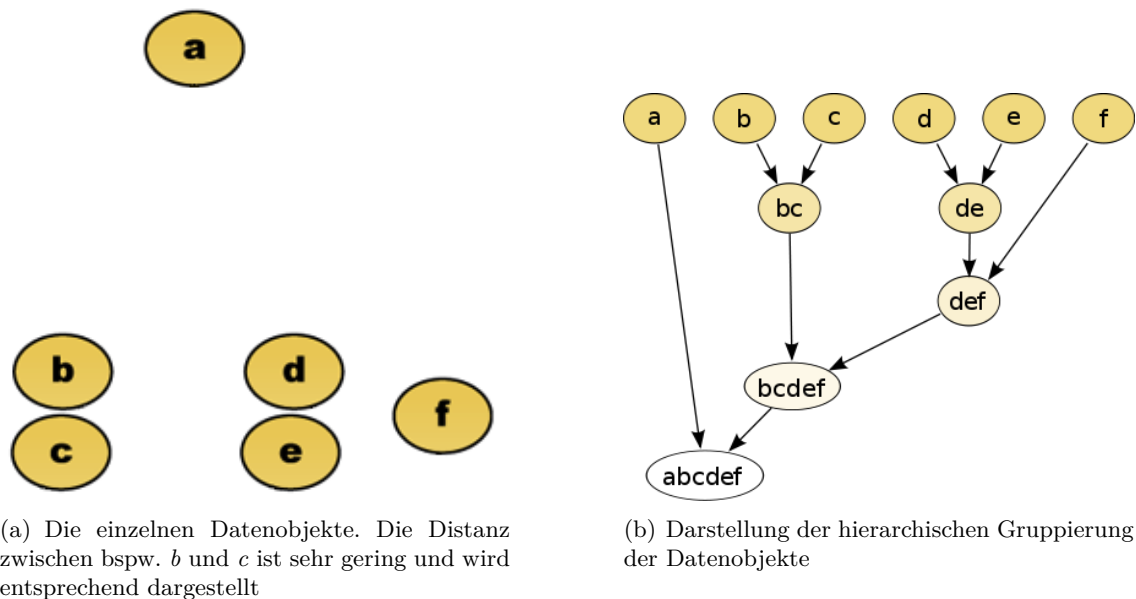 a
b
d
f
c
e
(a) Die einzelnen Datenobjekte. Die Distanz
zwischen bspw. b und c ist sehr gering und wird
entsprechend dargestellt
a b c d e f
bc de
def
bcdef
abcdef
(b) Darstellung der hierarchischen Gruppierung
der Datenobjekte